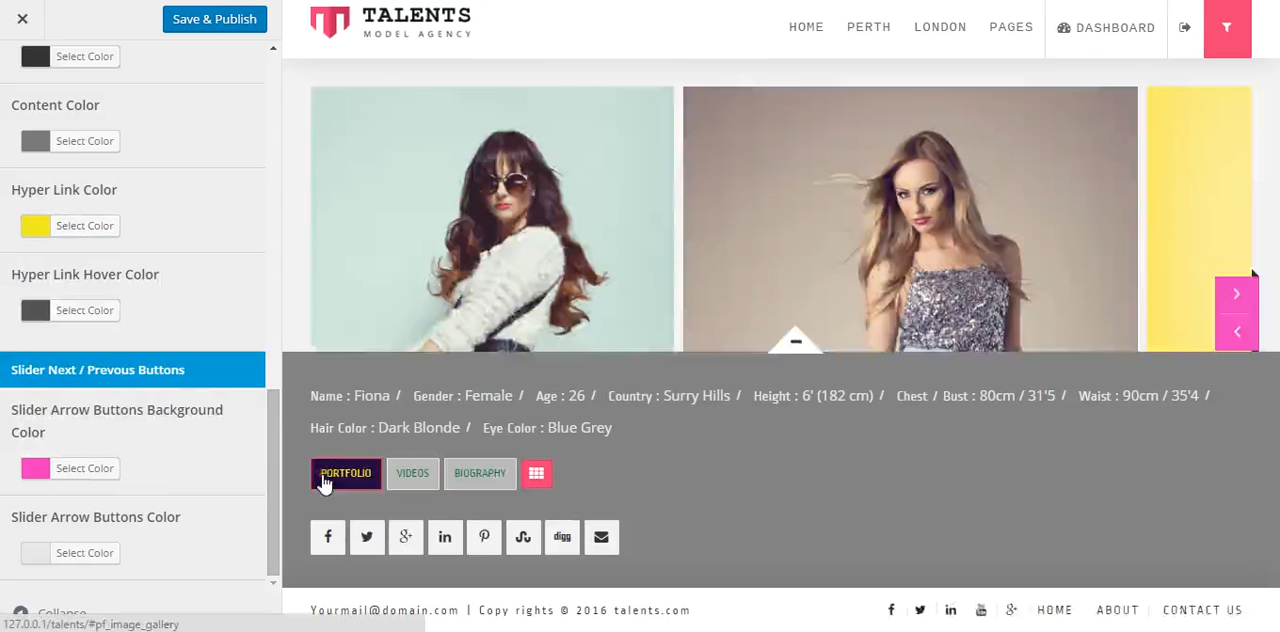 Save & Publish
Select Color
Content Color
Select Color
Hyper Link Color
Select Color
Hyper Link Hover Color
Select Color
Slider Next / Prevous Buttons
Slider Arrow Buttons Background
Color
Select Color
Slider Arrow Buttons Color
Select Color
Collapse
127.0.0.1/talents/#pf_image_gallery
TALENTS
MODEL AGENCY
HOME PERTH LONDON PAGES DASHBOARD
Name : Fiona / Gender : Female / Age : 26 / Country : Surry Hills / Height : 6' (182 cm) / Chest / Bust : 80cm / 31'5 / Waist : 90cm / 35'4 /
Hair Color : Dark Blonde / Eye Color : Blue Grey
PORTFOLIO VIDEOS BIOGRAPHY
digg
Yourmail@domain.com | Copy rights © 2016 talents.com
HOME ABOUT CONTACT US